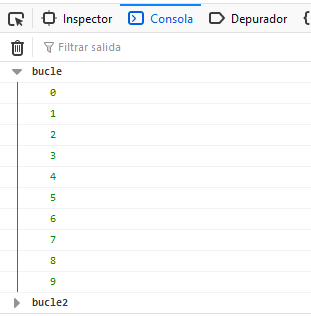 Inspector Consola Depurador {
Filtrar salida
bucle
0
1
2
3
4
5
6
7
8
9
bucle2